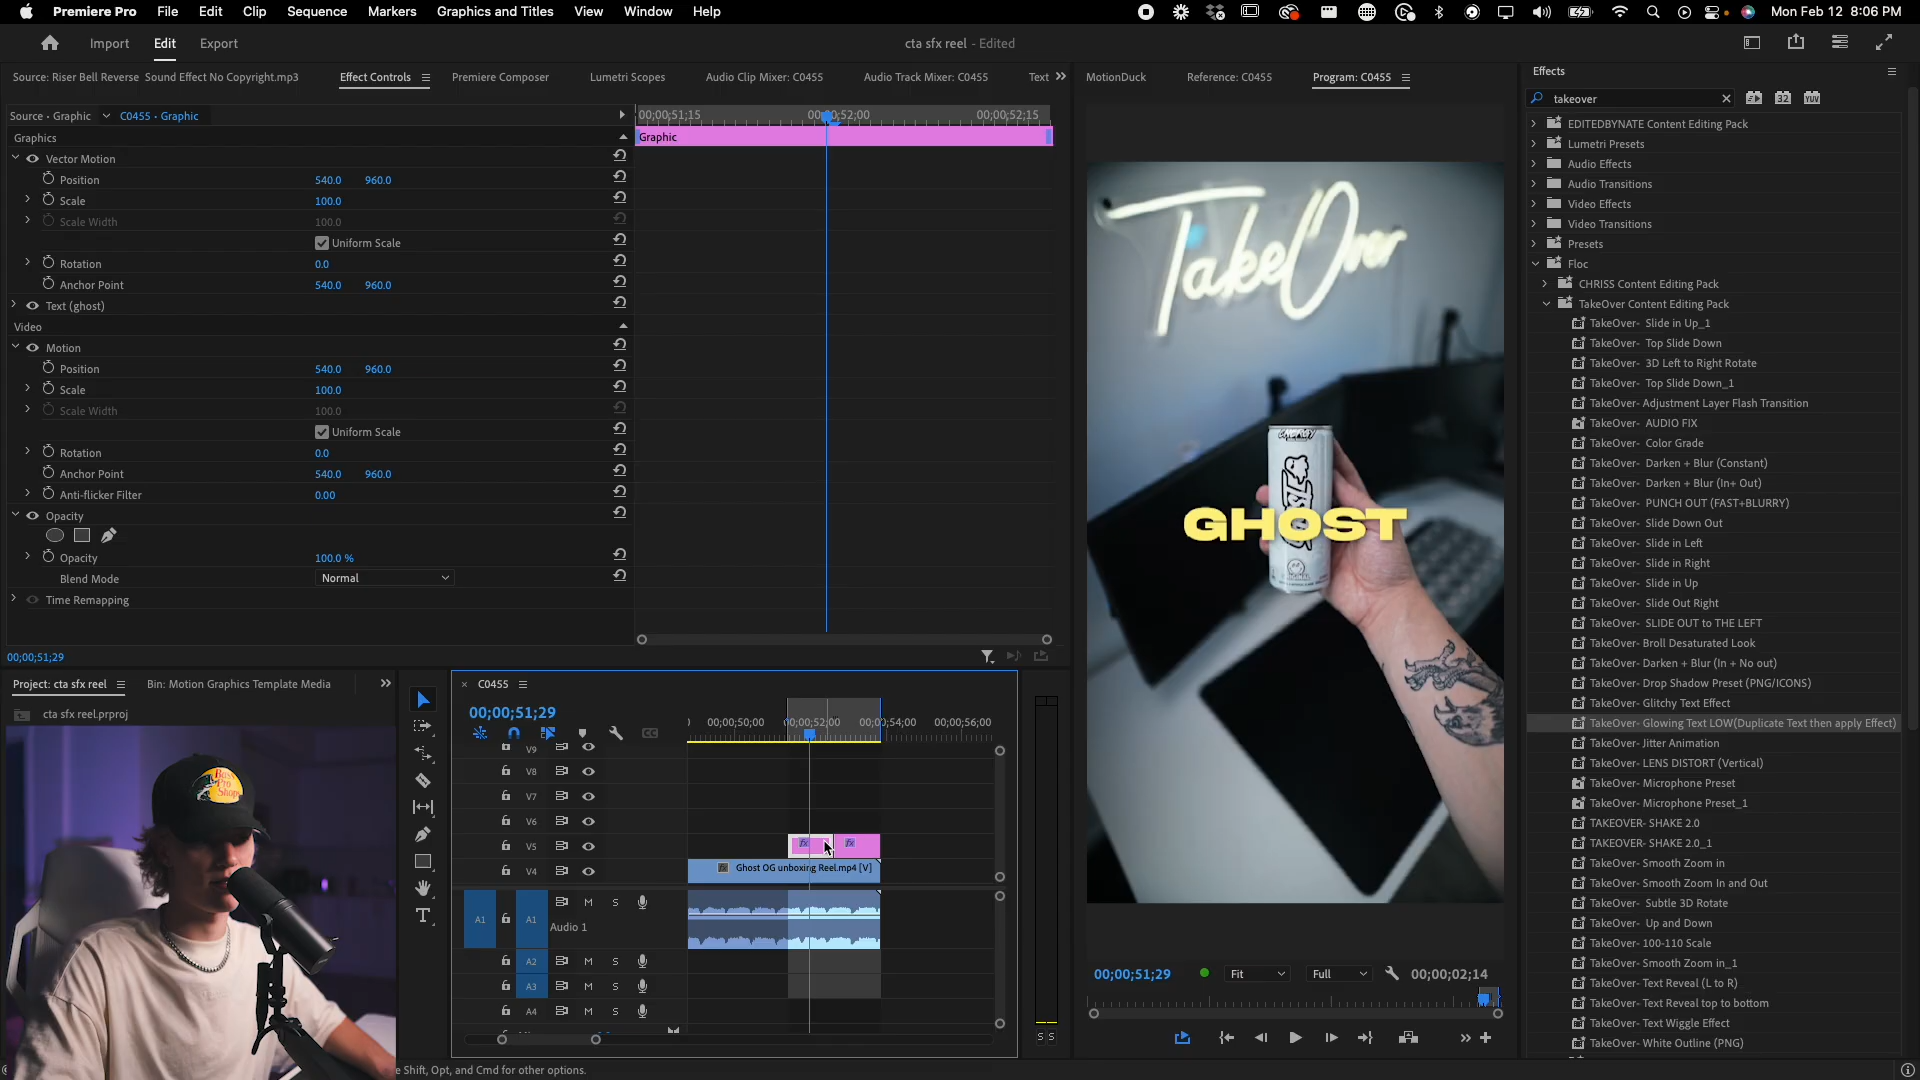 Premiere Pro File Edit Clip Sequence Markers Graphics and Titles View Window Help Mon Feb 12 8:06 PM
Import Edit Export cta sfx reel - Edited
Source: Riser Bell Reverse Sound Effect No Copyright.mp3 Effect Controls Premiere Composer Lumetri Scopes Audio Clip Mixer: C0455 Audio Track Mixer: C0455 Text
MotionDuck Reference: C0455 Program: C0455
Effects
takeover
Source · Graphic C0455 · Graphic
00;00;51;15 00;00;52;00 00;00;52;15
Graphics
Graphic
Vector Motion
Position 540.0 960.0
Scale 100.0
Scale Width 100.0
Uniform Scale
Rotation 0.0
Anchor Point 540.0 960.0
Text (ghost)
Video
Motion
Position 540.0 960.0
Scale 100.0
Scale Width 100.0
Uniform Scale
Rotation 0.0
Anchor Point 540.0 960.0
Anti-flicker Filter 0.00
Opacity
Opacity 100.0 %
Blend Mode Normal
Time Remapping
00;00;51;29
TakeOver
GHOST
00;00;51;29 Fit Full 00;00;02;14
EDITEDBYNATE Content Editing Pack
Lumetri Presets
Audio Effects
Audio Transitions
Video Effects
Video Transitions
Presets
Floc
CHRISS Content Editing Pack
TakeOver Content Editing Pack
TakeOver- Slide in Up_1
TakeOver- Top Slide Down
TakeOver- 3D Left to Right Rotate
TakeOver- Top Slide Down_1
TakeOver- Adjustment Layer Flash Transition
TakeOver- AUDIO FIX
TakeOver- Color Grade
TakeOver- Darken + Blur (Constant)
TakeOver- Darken + Blur (In+ Out)
TakeOver- PUNCH OUT (FAST+BLURRY)
TakeOver- Slide Down Out
TakeOver- Slide in Left
TakeOver- Slide in Right
TakeOver- Slide in Up
TakeOver- Slide Out Right
TakeOver- SLIDE OUT to THE LEFT
TakeOver- Broll Desaturated Look
TakeOver- Darken + Blur (In + No out)
TakeOver- Drop Shadow Preset (PNG/ICONS)
TakeOver- Glitchy Text Effect
TakeOver- Glowing Text LOW(Duplicate Text then apply Effect)
TakeOver- Jitter Animation
TakeOver- LENS DISTORT (Vertical)
TakeOver- Microphone Preset
TakeOver- Microphone Preset_1
TAKEOVER- SHAKE 2.0
TAKEOVER- SHAKE 2.0_1
TakeOver- Smooth Zoom in
TakeOver- Smooth Zoom In and Out
TakeOver- Subtle 3D Rotate
TakeOver- Up and Down
TakeOver- 100-110 Scale
TakeOver- Smooth Zoom in_1
TakeOver- Text Reveal (L to R)
TakeOver- Text Reveal top to bottom
TakeOver- Text Wiggle Effect
TakeOver- White Outline (PNG)
Project: cta sfx reel Bin: Motion Graphics Template Media
cta sfx reel.prproj
Bass Pro Shops
C0455
00;00;51;29
00;00;50;00 00;00;52;00 00;00;54;00 00;00;56;00
V9
V8
V7
V6
V5 fx fx
V4 fx Ghost OG unboxing Reel.mp4 [V]
A1 A1 M S
Audio 1
A2 M S
A3 M S
A4 M S
S S
Shift, Opt, and Cmd for other options.